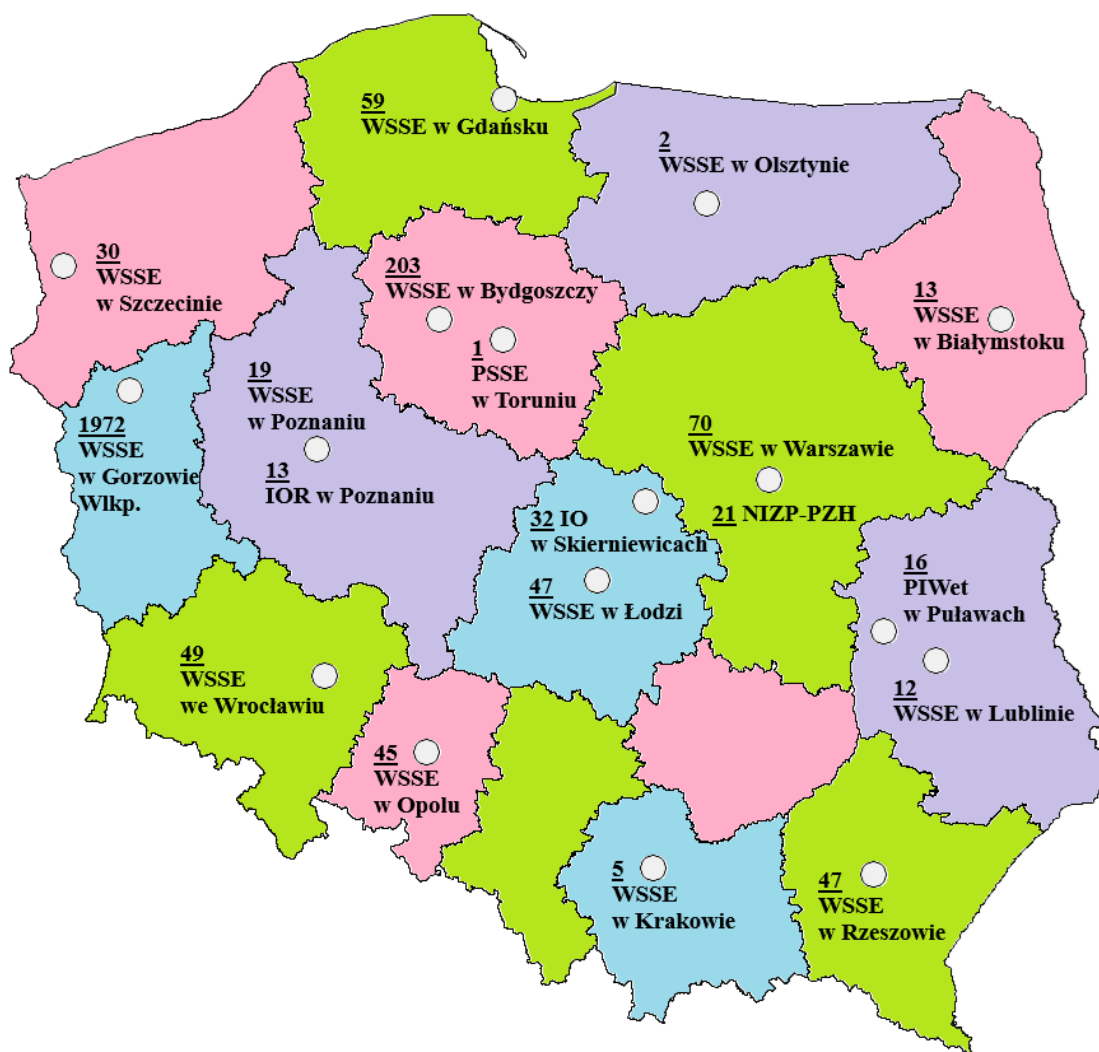 59
WSSE w Gdańsku
2
WSSE w Olsztynie
30
WSSE
w Szczecinie
203
WSSE w Bydgoszczy
1
PSSE
w Toruniu
13
WSSE
w Białymstoku
1972
WSSE
w Gorzowie
Wlkp.
19
WSSE
w Poznaniu
13
IOR w Poznaniu
70
WSSE w Warszawie
21 NIZP-PZH
32 IO
w Skierniewicach
47
WSSE w Łodzi
16
PIWet
w Puławach
12
WSSE w Lublinie
49
WSSE
we Wrocławiu
45
WSSE
w Opolu
5
WSSE
w Krakowie
47
WSSE
w Rzeszowie